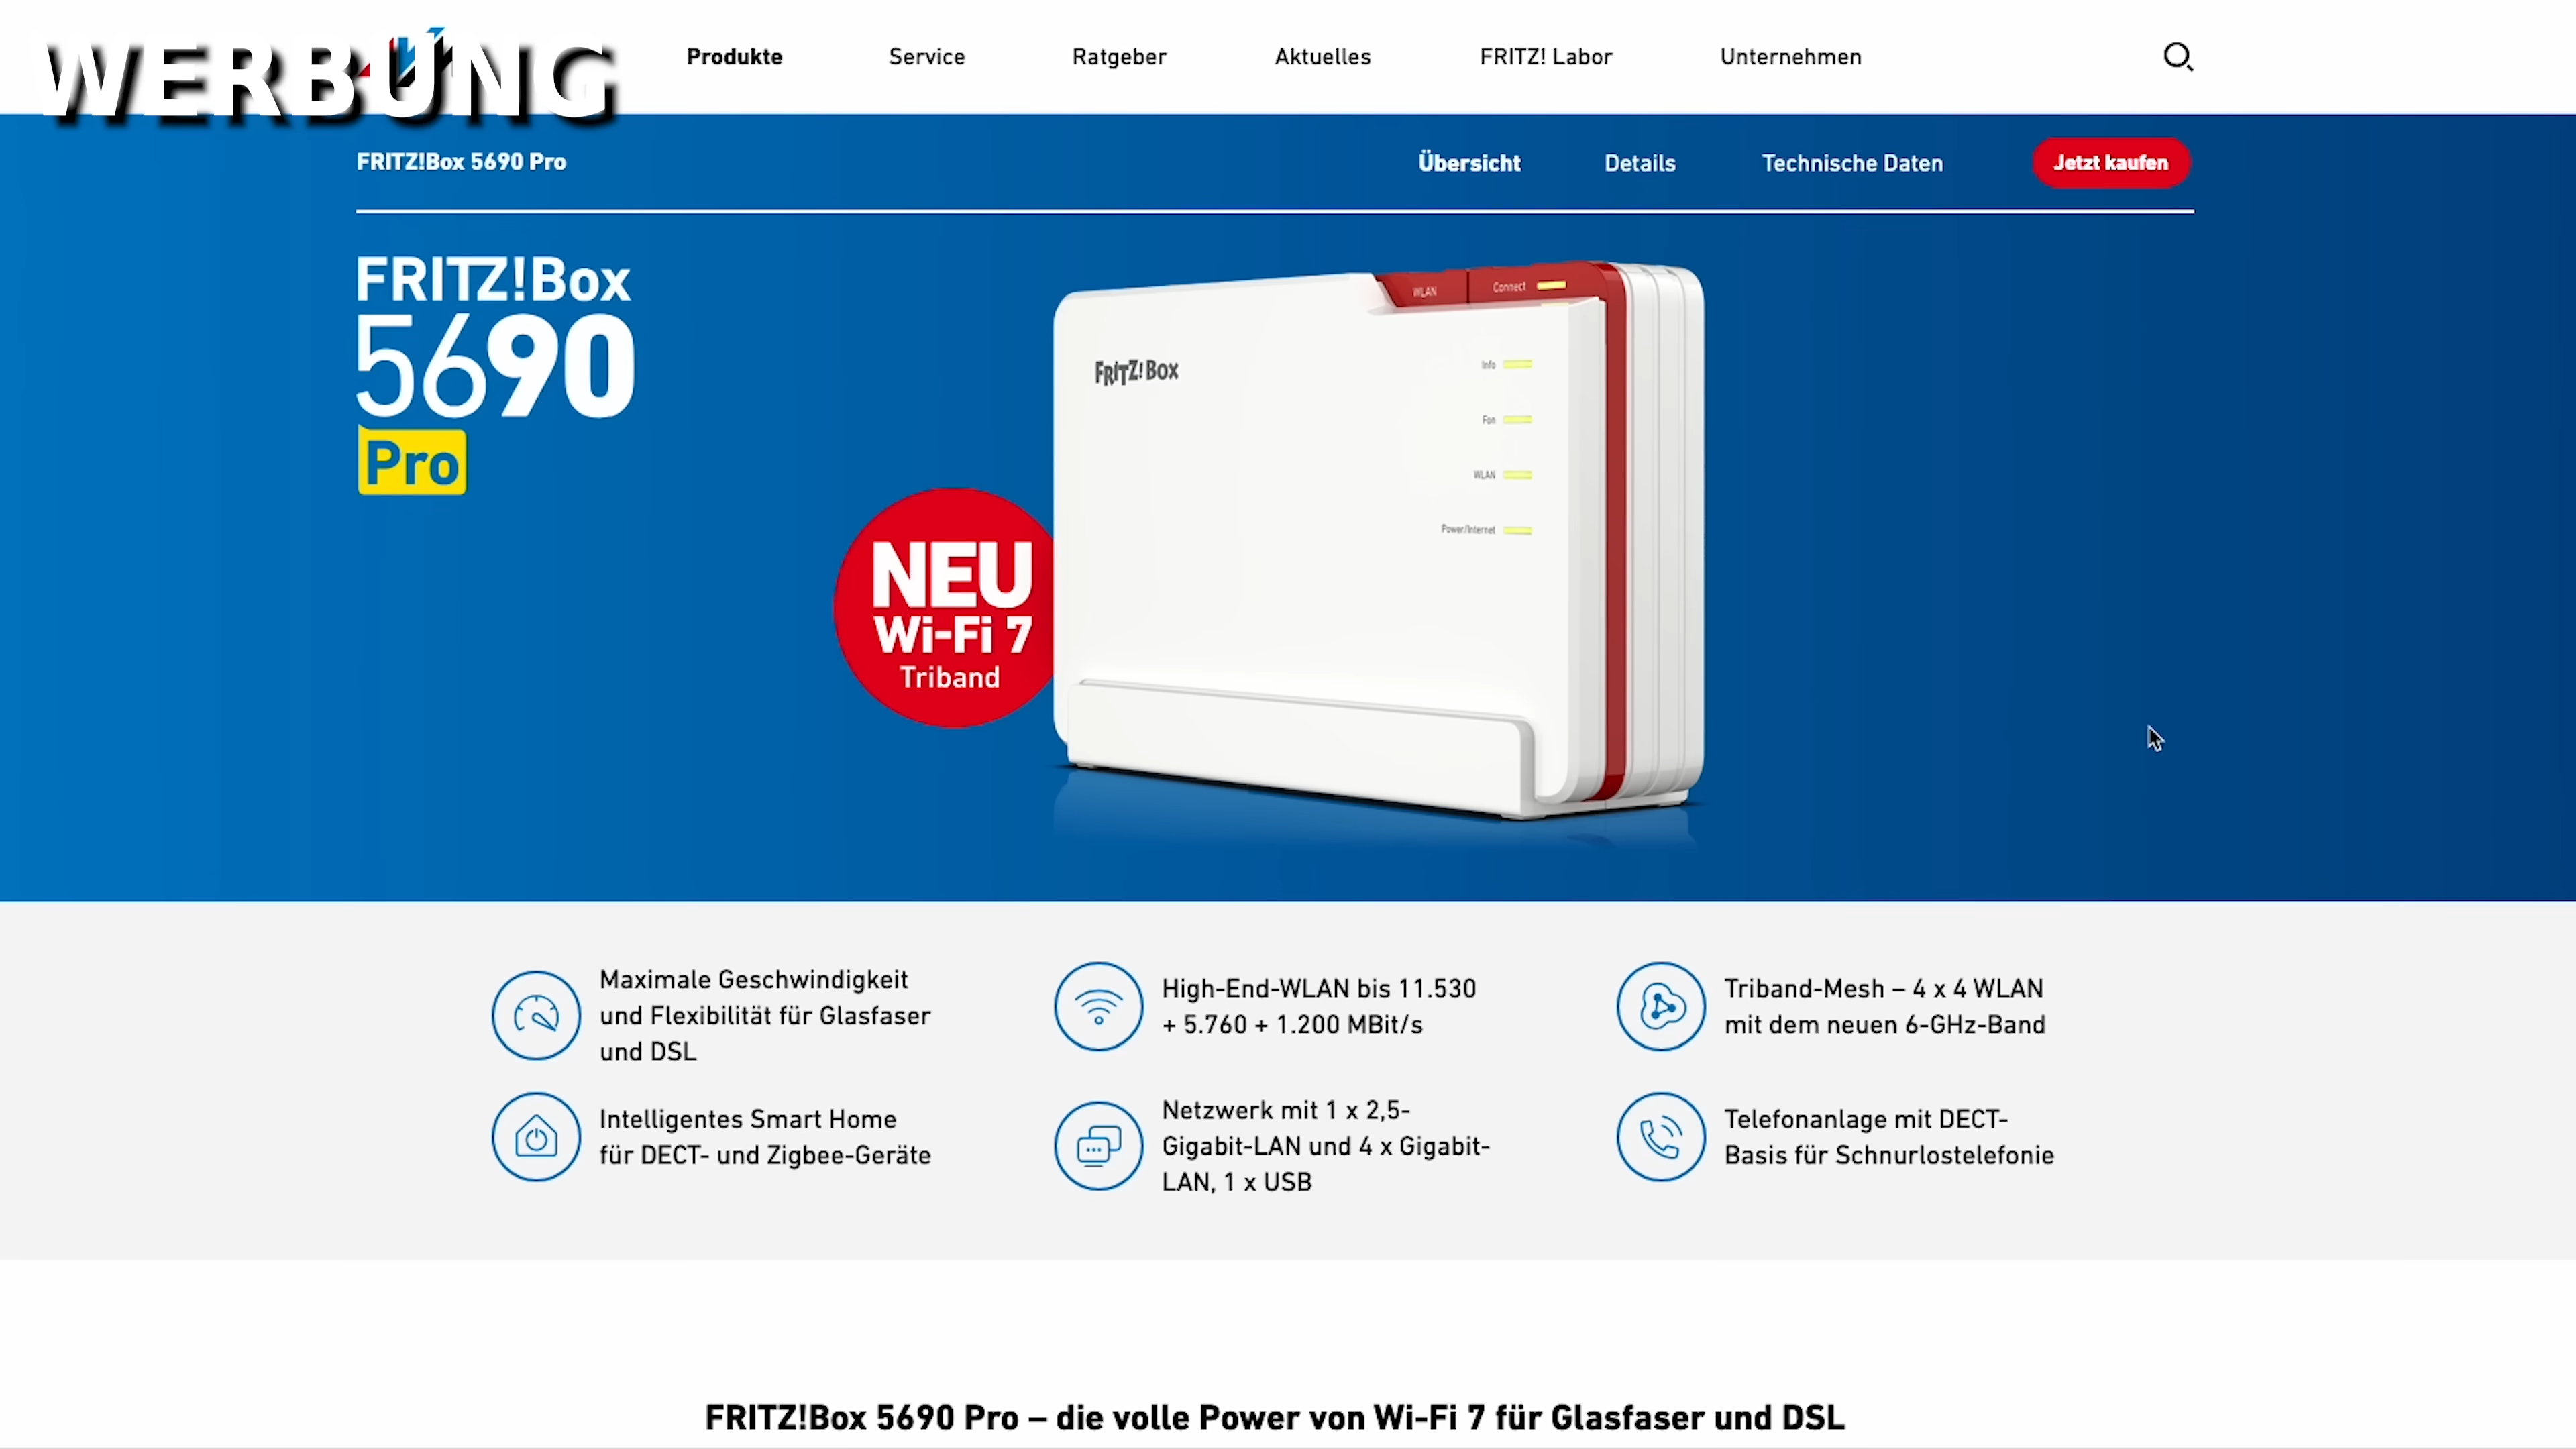 WERBUNG
Produkte Service Ratgeber Aktuelles FRITZ! Labor Unternehmen
FRITZ!Box 5690 Pro
Übersicht Details Technische Daten Jetzt kaufen
FRITZ!Box
5690
Pro
WLAN Connect
FRITZ! BOX
Info
Fon
WLAN
Power/Internet
NEU
Wi-Fi 7
Triband
Maximale Geschwindigkeit
und Flexibilität für Glasfaser
und DSL
High-End-WLAN bis 11.530
+ 5.760 + 1.200 MBit/s
Triband-Mesh – 4 x 4 WLAN
mit dem neuen 6-GHz-Band
Intelligentes Smart Home
für DECT- und Zigbee-Geräte
Netzwerk mit 1 x 2,5-
Gigabit-LAN und 4 x Gigabit-
LAN, 1 x USB
Telefonanlage mit DECT-
Basis für Schnurlostelefonie
FRITZ!Box 5690 Pro – die volle Power von Wi-Fi 7 für Glasfaser und DSL